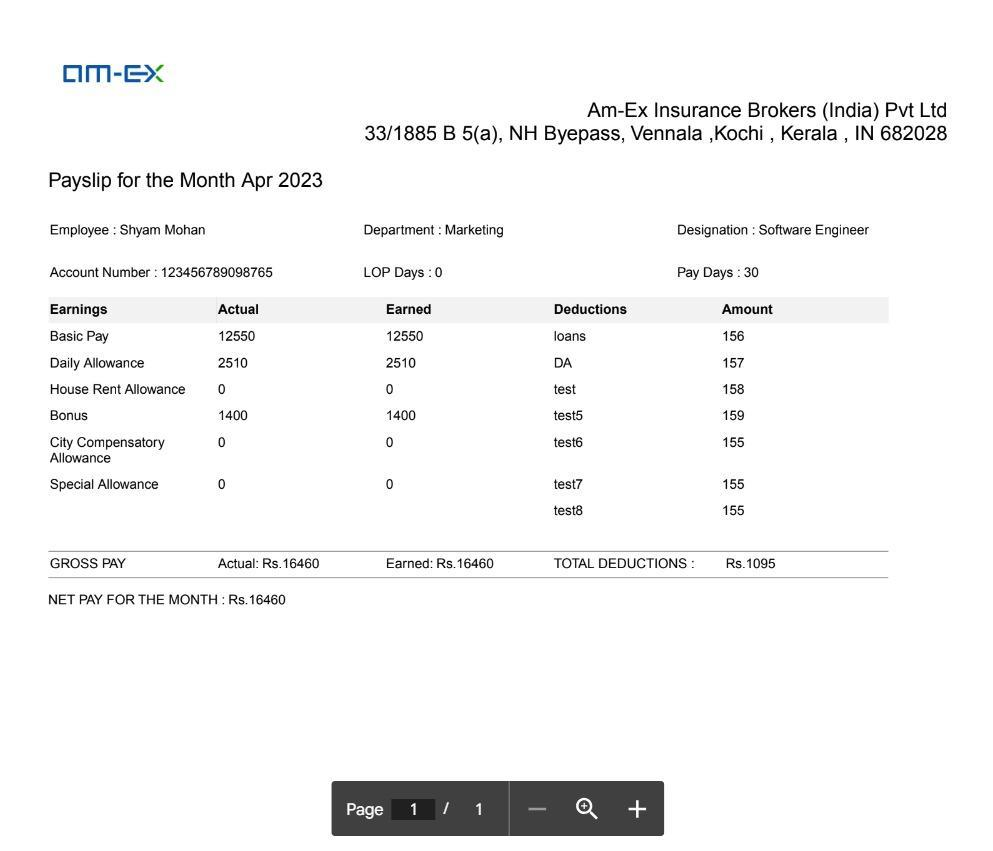 am-ex
Am-Ex Insurance Brokers (India) Pvt Ltd
33/1885 B 5(a), NH Byepass, Vennala ,Kochi , Kerala , IN 682028
Payslip for the Month Apr 2023
Employee : Shyam Mohan Department : Marketing Designation : Software Engineer
Account Number : 123456789098765 LOP Days : 0 Pay Days : 30
Earnings Actual Earned Deductions Amount
Basic Pay 12550 12550 loans 156
Daily Allowance 2510 2510 DA 157
House Rent Allowance 0 0 test 158
Bonus 1400 1400 test5 159
City Compensatory 0 0 test6 155
Allowance
Special Allowance 0 0 test7 155
test8 155
GROSS PAY Actual: Rs.16460 Earned: Rs.16460 TOTAL DEDUCTIONS : Rs.1095
NET PAY FOR THE MONTH : Rs.16460
Page 1 / 1